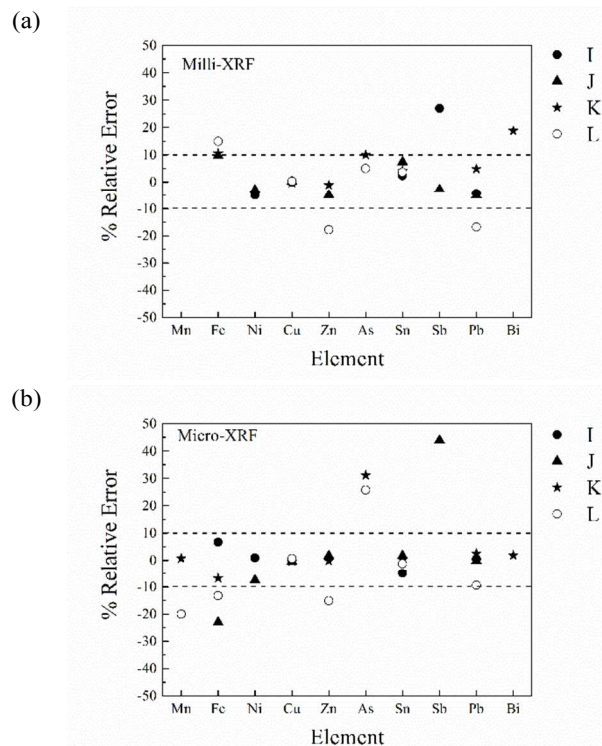 (a)
Milli-XRF
50
40
30
20
10
0
-10
-20
-30
-40
-50
% Relative Error
Mn Fe Ni Cu Zn As Sn Sb Pb Bi
Element
I
J
K
L
(b)
Micro-XRF
50
40
30
20
10
0
-10
-20
-30
-40
-50
% Relative Error
Mn Fe Ni Cu Zn As Sn Sb Pb Bi
Element
I
J
K
L